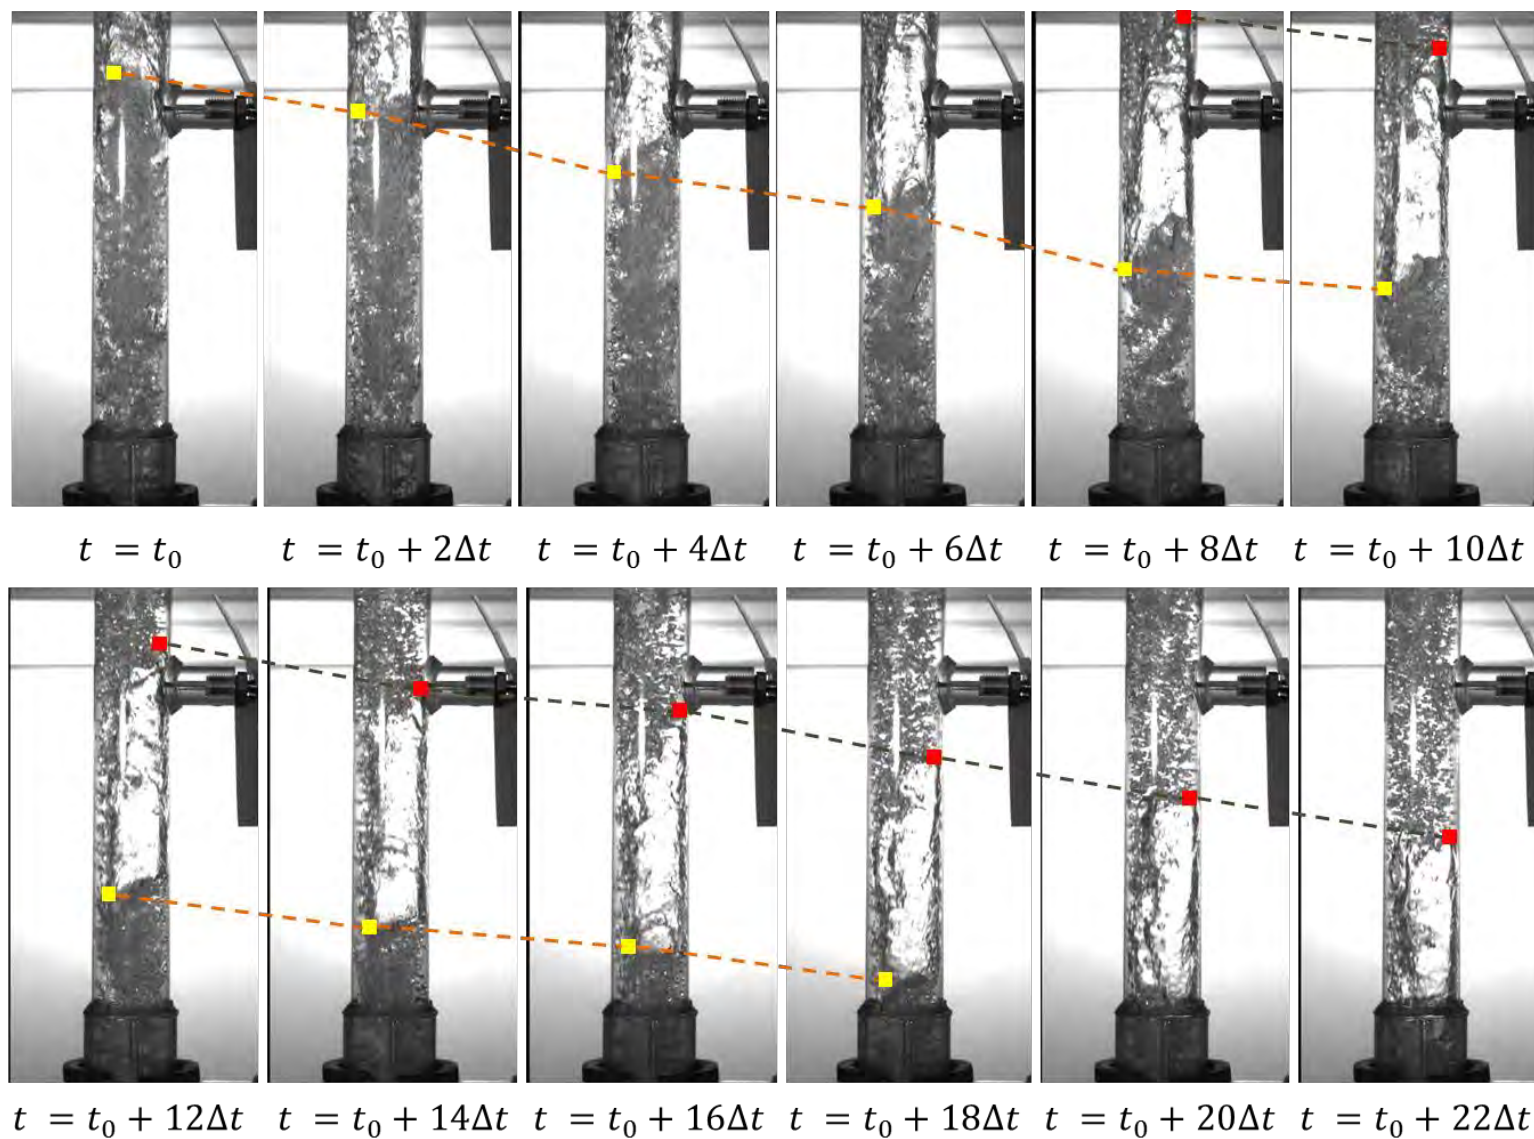 t = t₀ t = t₀ + 2Δt t = t₀ + 4Δt t = t₀ + 6Δt t = t₀ + 8Δt t = t₀ + 10Δt
t = t₀ + 12Δt t = t₀ + 14Δt t = t₀ + 16Δt t = t₀ + 18Δt t = t₀ + 20Δt t = t₀ + 22Δt